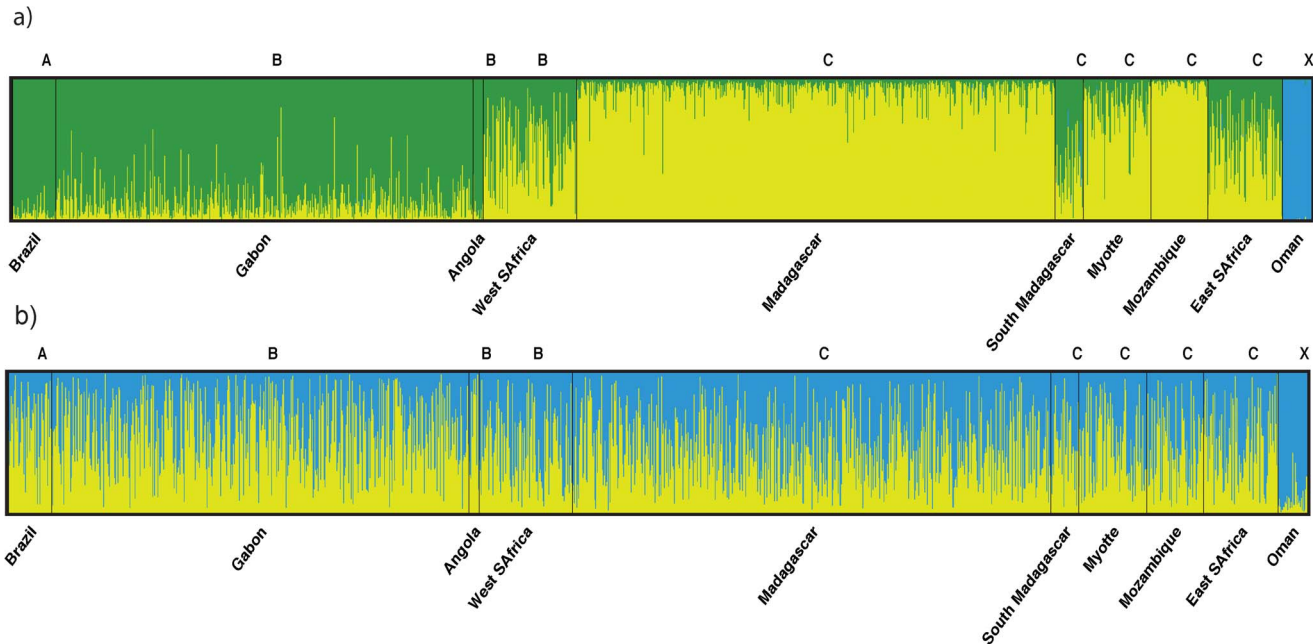 a)
A B B B C C C C C X
Brazil Gabon Angola West SAfrica Madagascar South Madagascar Myotte Mozambique East SAfrica Oman
b)
A B B B C C C C C X
Brazil Gabon Angola West SAfrica Madagascar South Madagascar Myotte Mozambique East SAfrica Oman